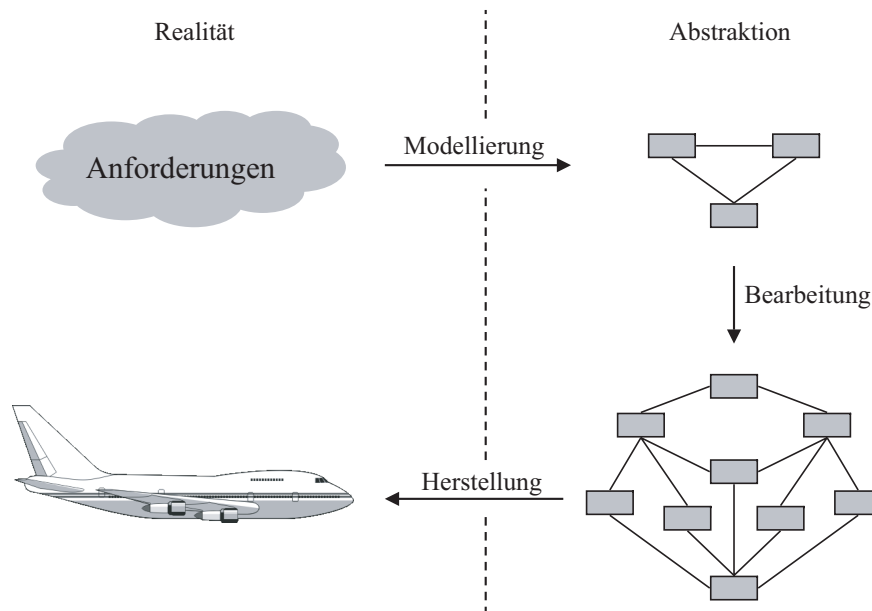 Realität
Abstraktion
Anforderungen
Modellierung
Bearbeitung
Herstellung